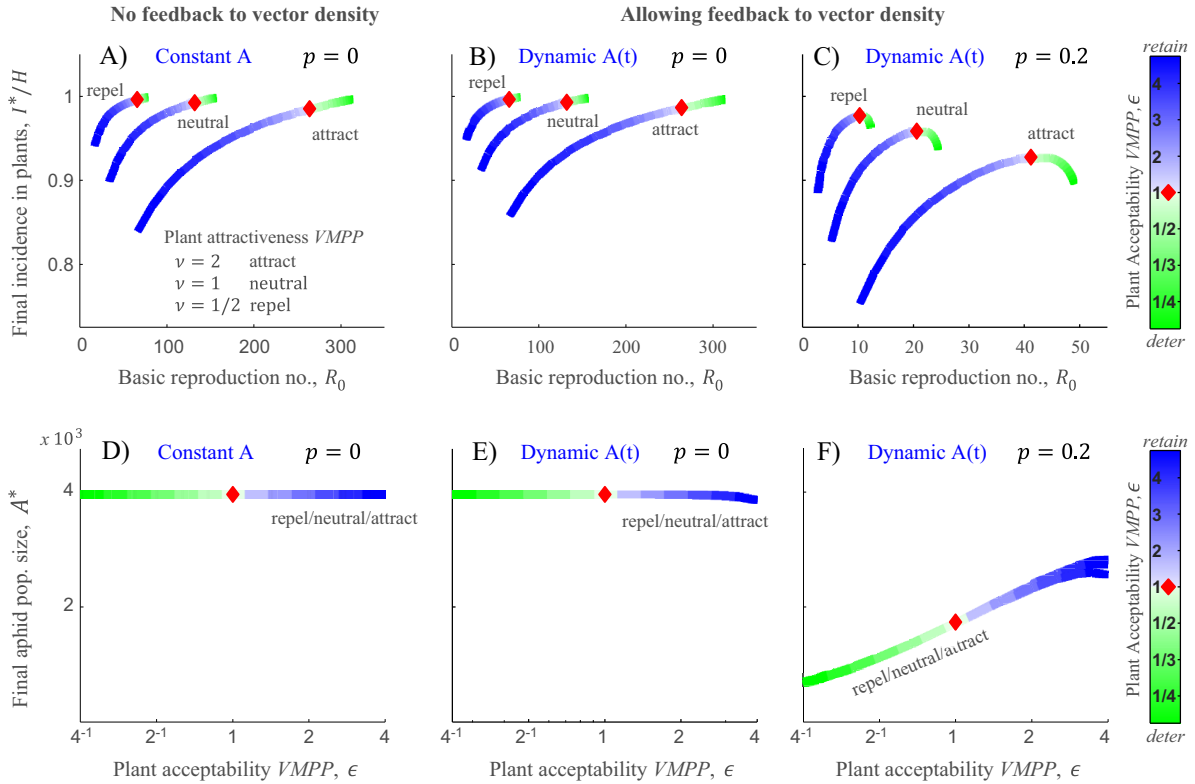 No feedback to vector density
Allowing feedback to vector density
A) Constant A p = 0
B) Dynamic A(t) p = 0
C) Dynamic A(t) p = 0.2
Final incidence in plants, I*/H
1
0.9
0.8
repel
neutral
attract
Plant attractiveness VMPP
ν = 2 attract
ν = 1 neutral
ν = 1/2 repel
0 100 200 300
Basic reproduction no., R₀
repel
neutral
attract
0 100 200 300
Basic reproduction no., R₀
repel
neutral
attract
0 10 20 30 40 50
Basic reproduction no., R₀
retain
4
3
2
1
1/2
1/3
1/4
deter
Plant Acceptability VMPP, ϵ
D) Constant A p = 0
E) Dynamic A(t) p = 0
F) Dynamic A(t) p = 0.2
Final aphid pop. size, A*
x 10³
4
2
repel/neutral/attract
4⁻¹ 2⁻¹ 1 2 4
Plant acceptability VMPP, ϵ
repel/neutral/attract
4⁻¹ 2⁻¹ 1 2 4
Plant acceptability VMPP, ϵ
repel/neutral/attract
4⁻¹ 2⁻¹ 1 2 4
Plant acceptability VMPP, ϵ
retain
4
3
2
1
1/2
1/3
1/4
deter
Plant Acceptability VMPP, ϵ